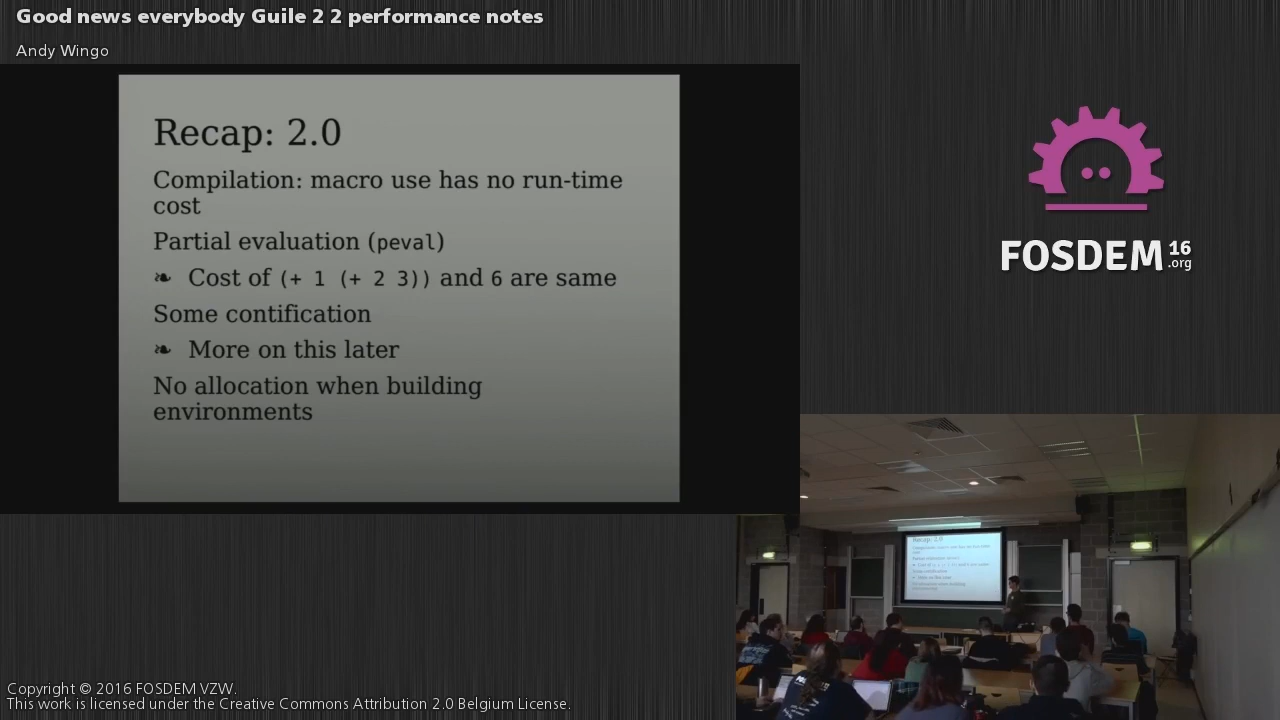 Good news everybody Guile 2 2 performance notes
Andy Wingo
Recap: 2.0
Compilation: macro use has no run-time
cost
Partial evaluation (peval)
❧ Cost of (+ 1 (+ 2 3)) and 6 are same
Some contification
❧ More on this later
No allocation when building
environments
FOSDEM 16
.org
Recap: 2.0
Copyright © 2016 FOSDEM VZW.
This work is licensed under the Creative Commons Attribution 2.0 Belgium License.